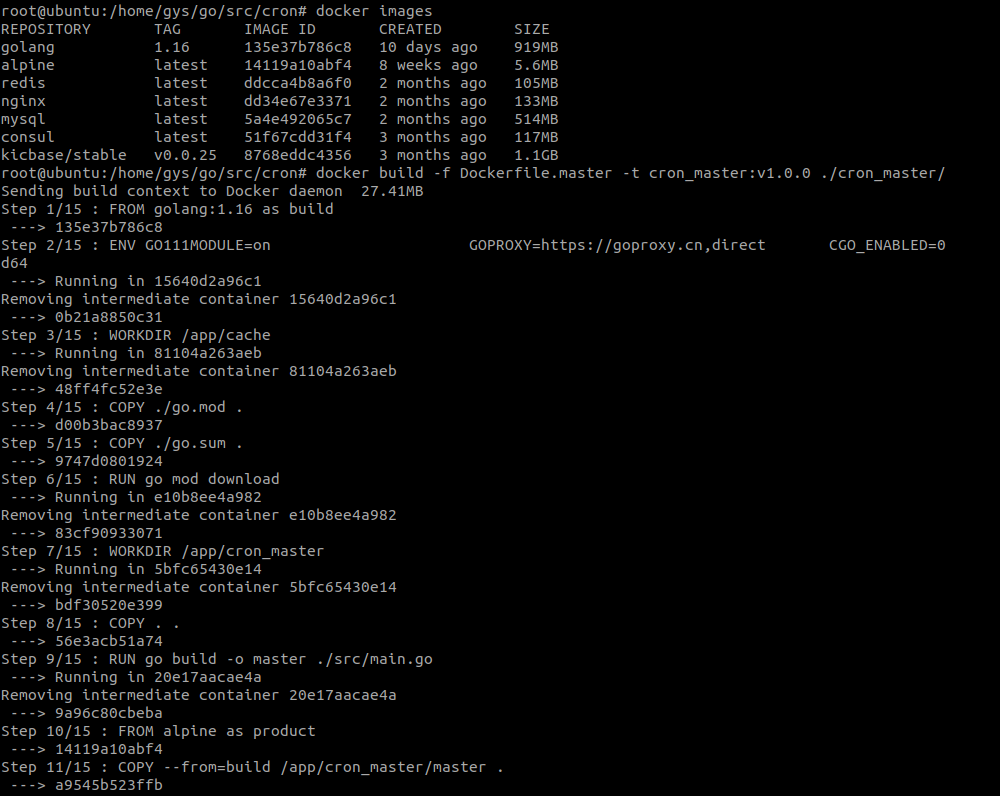 root@ubuntu:/home/gys/go/src/cron# docker images
REPOSITORY       TAG       IMAGE ID       CREATED        SIZE
golang           1.16      135e37b786c8   10 days ago    919MB
alpine           latest    14119a10abf4   8 weeks ago    5.6MB
redis            latest    ddcca4b8a6f0   2 months ago   105MB
nginx            latest    dd34e67e3371   2 months ago   133MB
mysql            latest    5a4e492065c7   2 months ago   514MB
consul           latest    51f67cdd31f4   3 months ago   117MB
kicbase/stable   v0.0.25   8768eddc4356   3 months ago   1.1GB
root@ubuntu:/home/gys/go/src/cron# docker build -f Dockerfile.master -t cron_master:v1.0.0 ./cron_master/
Sending build context to Docker daemon  27.41MB
Step 1/15 : FROM golang:1.16 as build
 ---> 135e37b786c8
Step 2/15 : ENV GO111MODULE=on                      GOPROXY=https://goproxy.cn,direct       CGO_ENABLED=0
d64
 ---> Running in 15640d2a96c1
Removing intermediate container 15640d2a96c1
 ---> 0b21a8850c31
Step 3/15 : WORKDIR /app/cache
 ---> Running in 81104a263aeb
Removing intermediate container 81104a263aeb
 ---> 48ff4fc52e3e
Step 4/15 : COPY ./go.mod .
 ---> d00b3bac8937
Step 5/15 : COPY ./go.sum .
 ---> 9747d0801924
Step 6/15 : RUN go mod download
 ---> Running in e10b8ee4a982
Removing intermediate container e10b8ee4a982
 ---> 83cf90933071
Step 7/15 : WORKDIR /app/cron_master
 ---> Running in 5bfc65430e14
Removing intermediate container 5bfc65430e14
 ---> bdf30520e399
Step 8/15 : COPY . .
 ---> 56e3acb51a74
Step 9/15 : RUN go build -o master ./src/main.go
 ---> Running in 20e17aacae4a
Removing intermediate container 20e17aacae4a
 ---> 9a96c80cbeba
Step 10/15 : FROM alpine as product
 ---> 14119a10abf4
Step 11/15 : COPY --from=build /app/cron_master/master .
 ---> a9545b523ffb